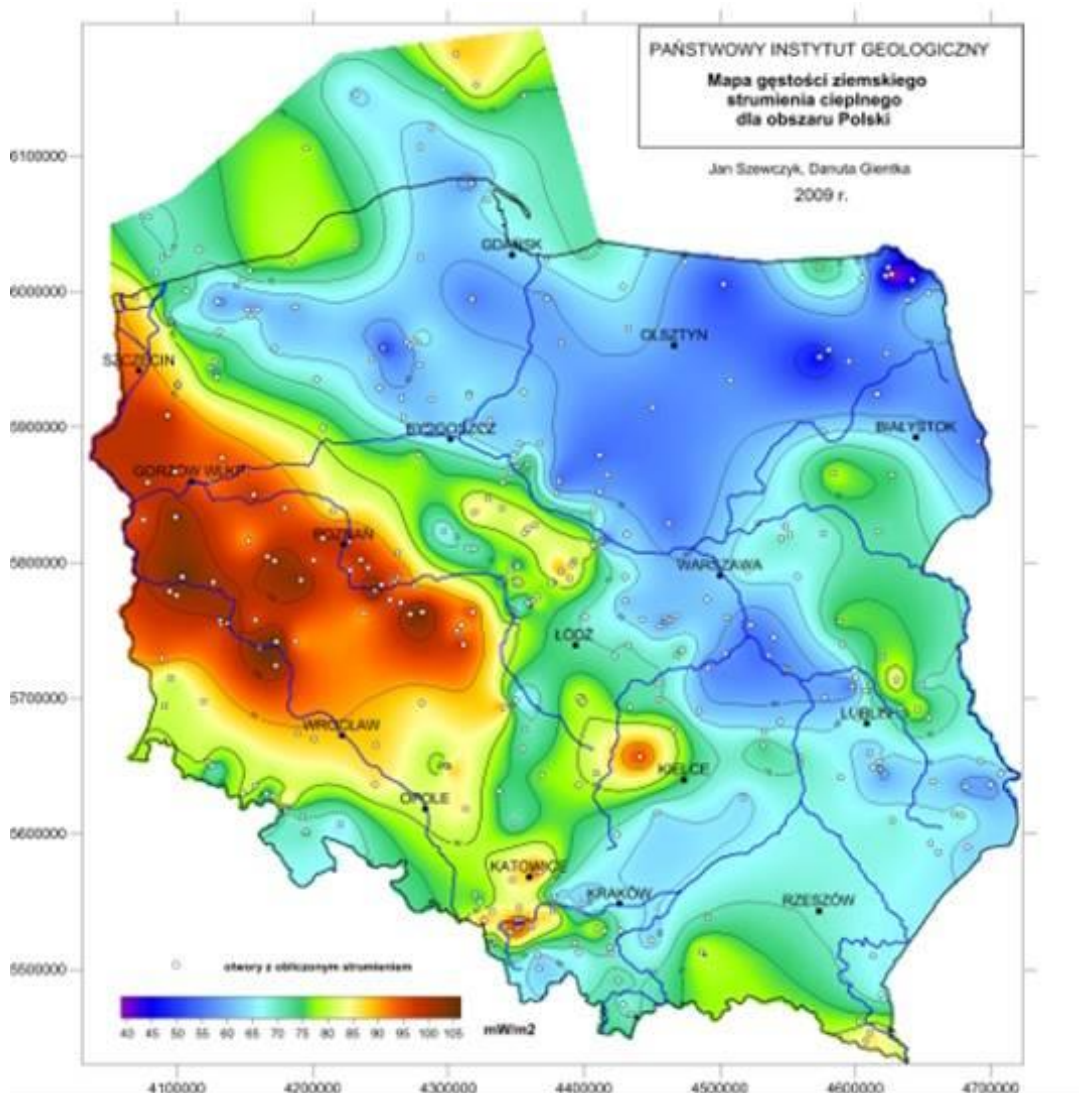 PAŃSTWOWY INSTYTUT GEOLOGICZNY
Mapa gęstości ziemskiego
strumienia cieplnego
dla obszaru Polski
Jan Szewczyk, Danuta Gientka
2009 r.
6100000
6000000
5900000
5800000
5700000
5600000
5500000
GDAŃSK
OLSZTYN
SZCZECIN
BYDGOSZCZ
BIAŁYSTOK
GORZÓW WLKP.
POZNAŃ
WARSZAWA
ŁÓDŹ
LUBLIN
WROCŁAW
KIELCE
OPOLE
KATOWICE
KRAKÓW
RZESZÓW
otwory z obliczonym strumieniem
40 45 50 55 60 65 70 75 80 85 90 95 100 105
mW/m2
4100000 4200000 4300000 4400000 4500000 4600000 4700000